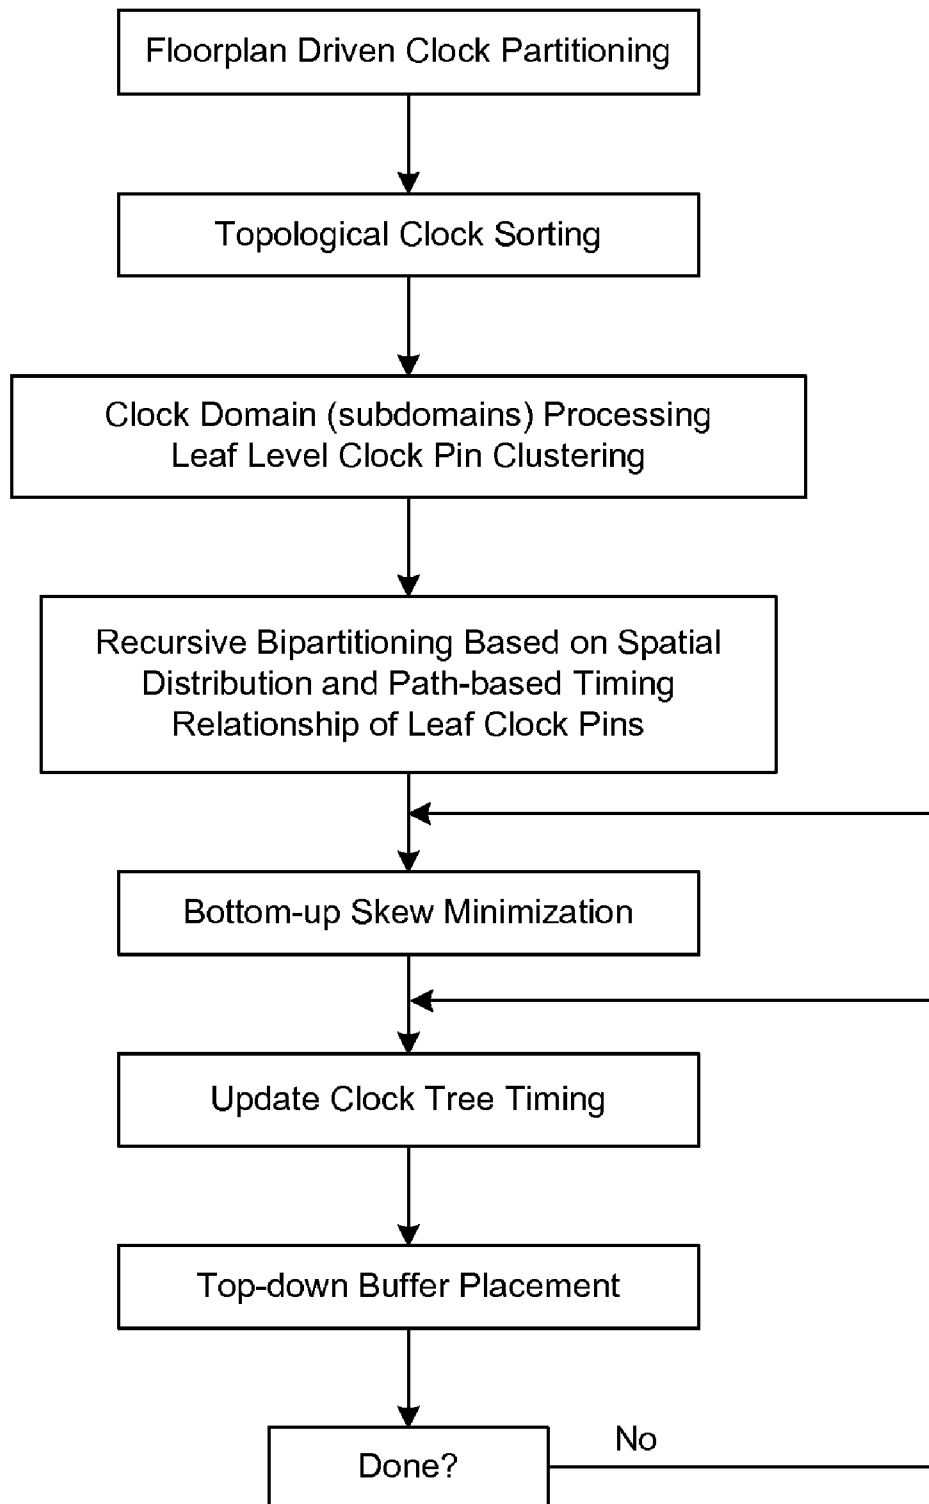 Floorplan Driven Clock Partitioning
Topological Clock Sorting
Clock Domain (subdomains) Processing
Leaf Level Clock Pin Clustering
Recursive Bipartitioning Based on Spatial
Distribution and Path-based Timing
Relationship of Leaf Clock Pins
Bottom-up Skew Minimization
Update Clock Tree Timing
Top-down Buffer Placement
No
Done?